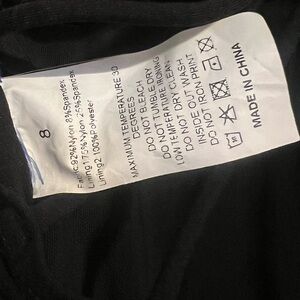 8
Fabric:92%Nylon 8%Spandex
Lining1:75%Nylon 25%Spandex
Lining2:100%Polyester
MAXIMUM TEMPERATURE 30
DEGREES
DO NOT BLEACH
DO NOT TUMBLE DRY
LOW TEMPERATURE IRONING
DO NOT DRY CLEAN
INSIDE OUT WASH
DO NOT IRON PRINT
MADE IN CHINA